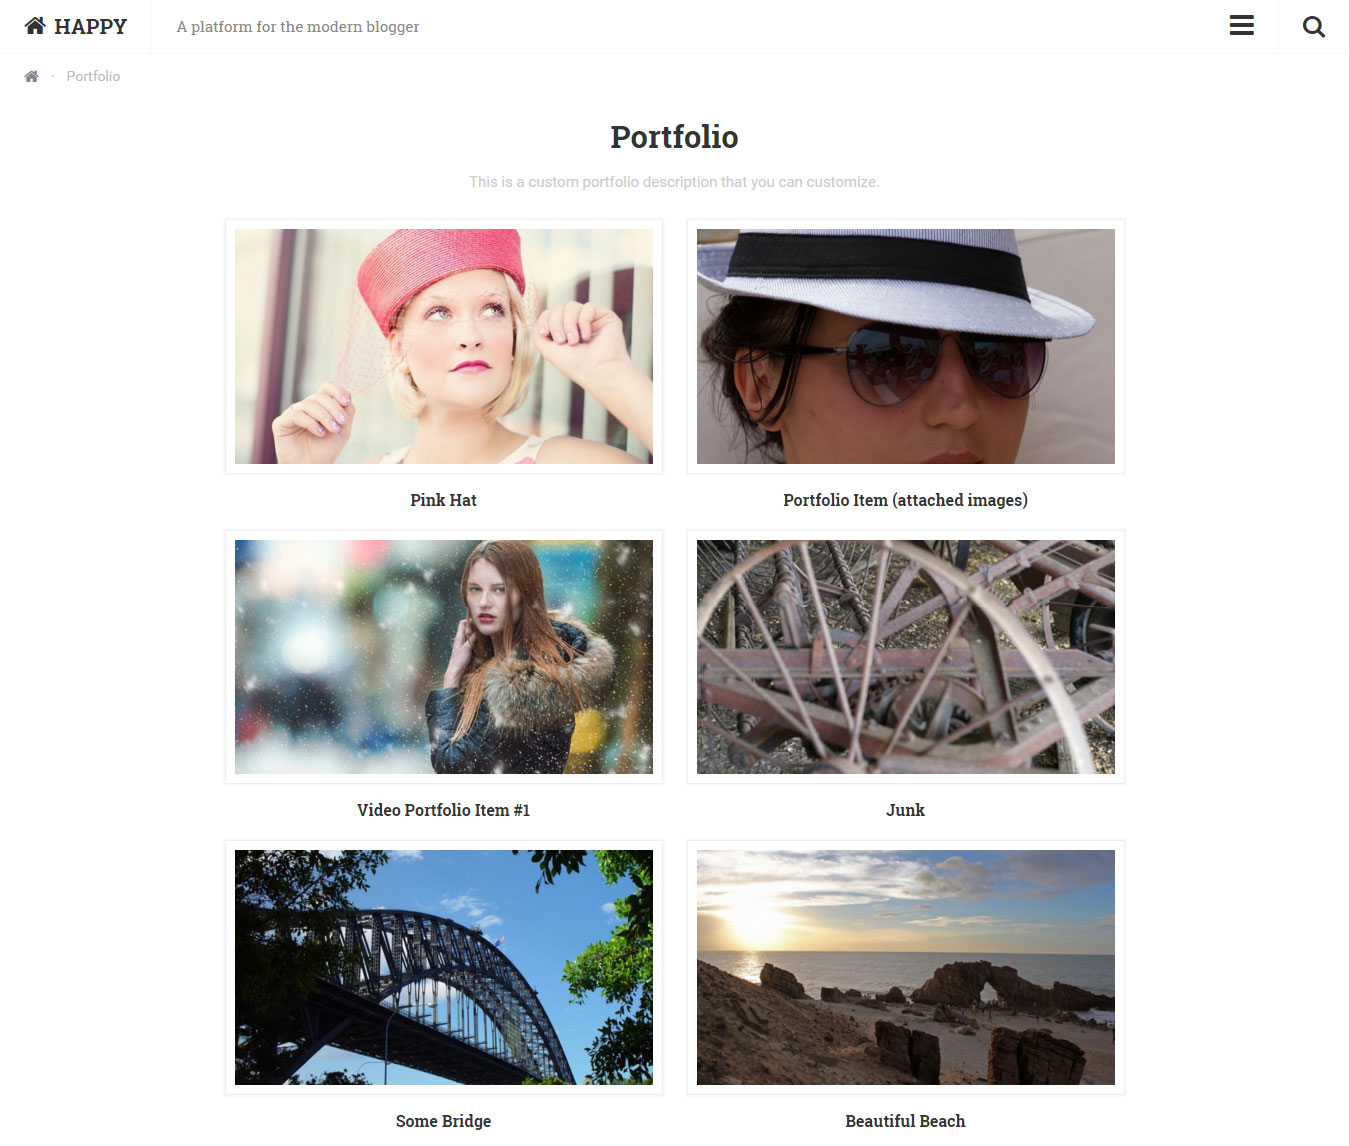 HAPPY
A platform for the modern blogger
· Portfolio
Portfolio
This is a custom portfolio description that you can customize.
Pink Hat
Portfolio Item (attached images)
Video Portfolio Item #1
Junk
Some Bridge
Beautiful Beach